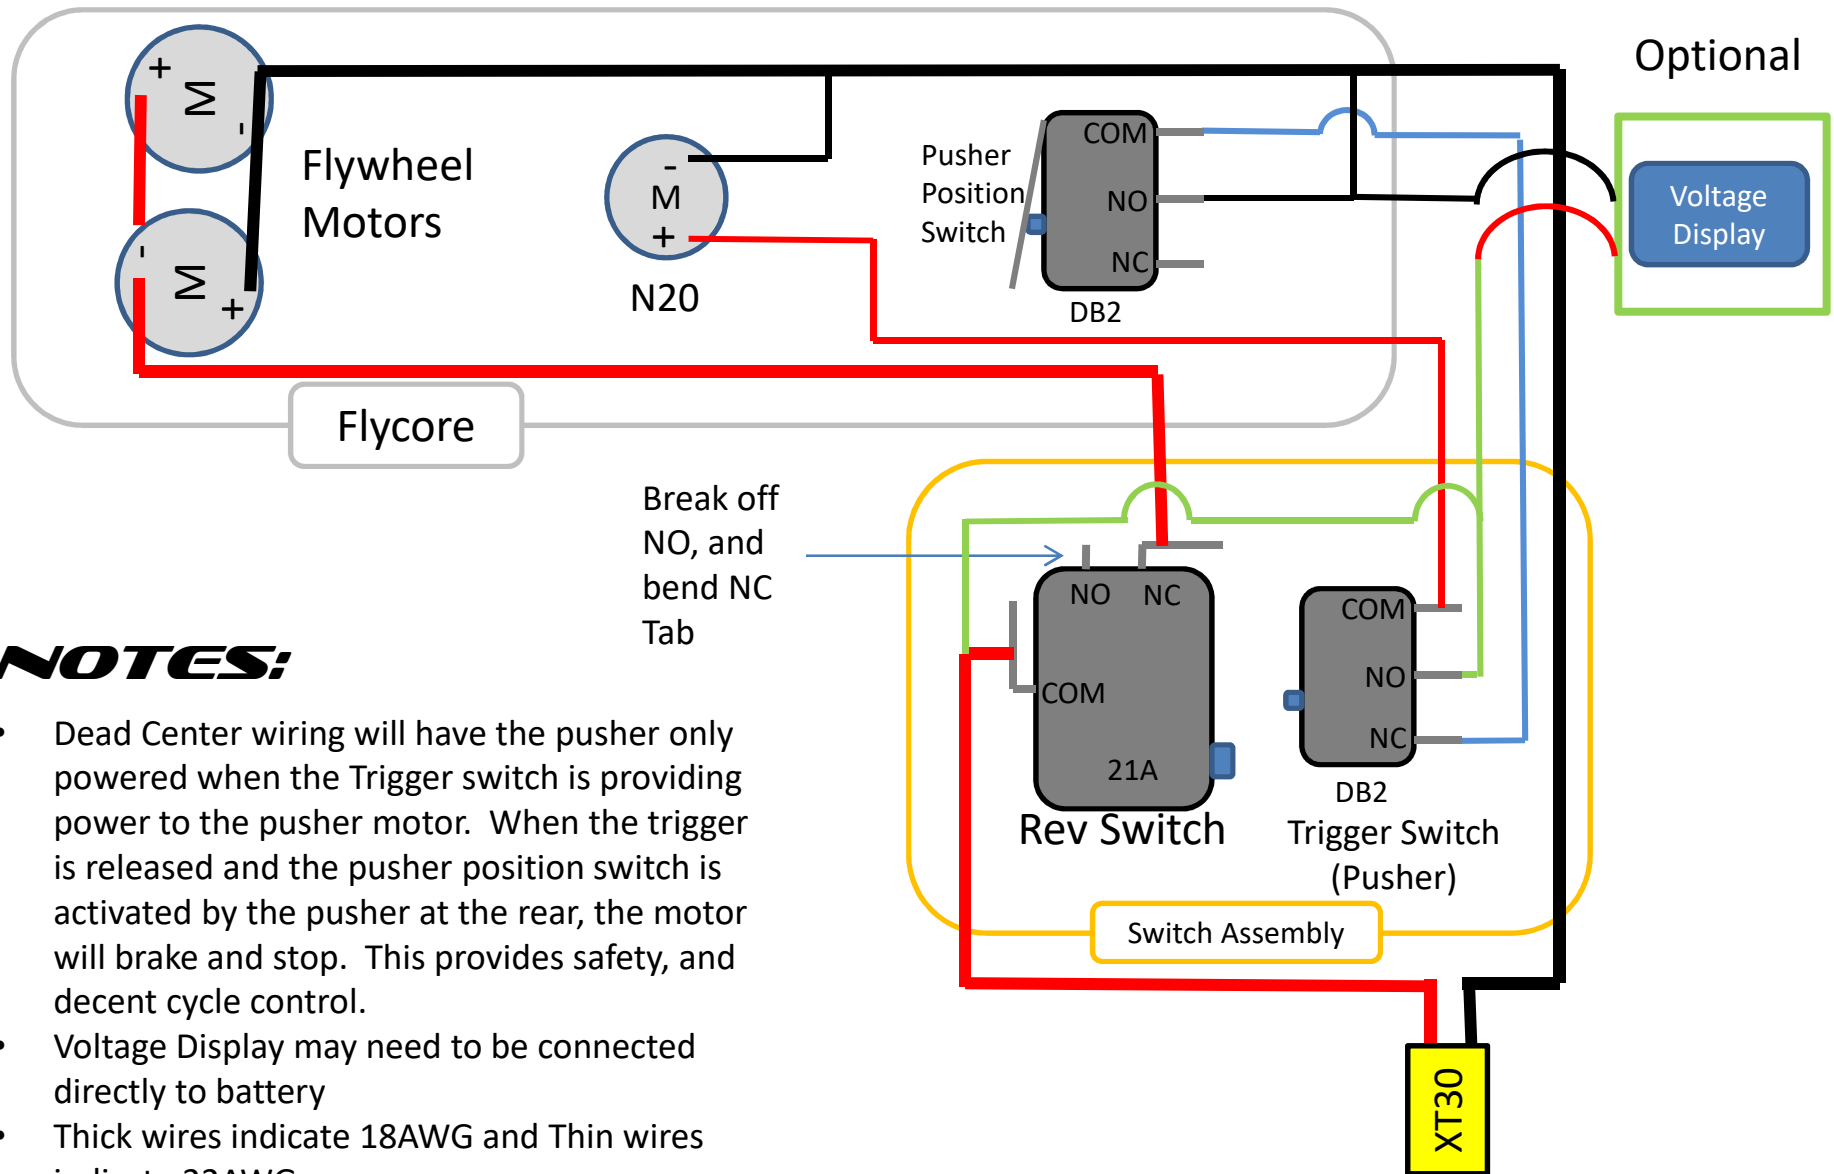 Optional
+
M
-
Flywheel
Motors
-
M
+
-
M
+
N20
Pusher
Position
Switch
COM
NO
NC
DB2
Voltage
Display
Flycore
Break off
NO, and
bend NC
Tab
NO NC
COM
21A
Rev Switch
COM
NO
NC
DB2
Trigger Switch
(Pusher)
Switch Assembly
XT30
NOTES:
• Dead Center wiring will have the pusher only
powered when the Trigger switch is providing
power to the pusher motor. When the trigger
is released and the pusher position switch is
activated by the pusher at the rear, the motor
will brake and stop. This provides safety, and
decent cycle control.
• Voltage Display may need to be connected
directly to battery
• Thick wires indicate 18AWG and Thin wires
indicate 22AWG